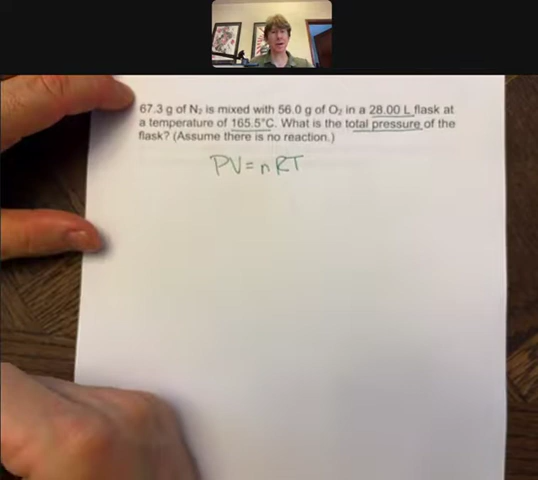 67.3 g of N₂ is mixed with 56.0 g of O₂ in a 28.00 L flask at
a temperature of 165.5°C. What is the total pressure of the
flask? (Assume there is no reaction.)
PV=nRT